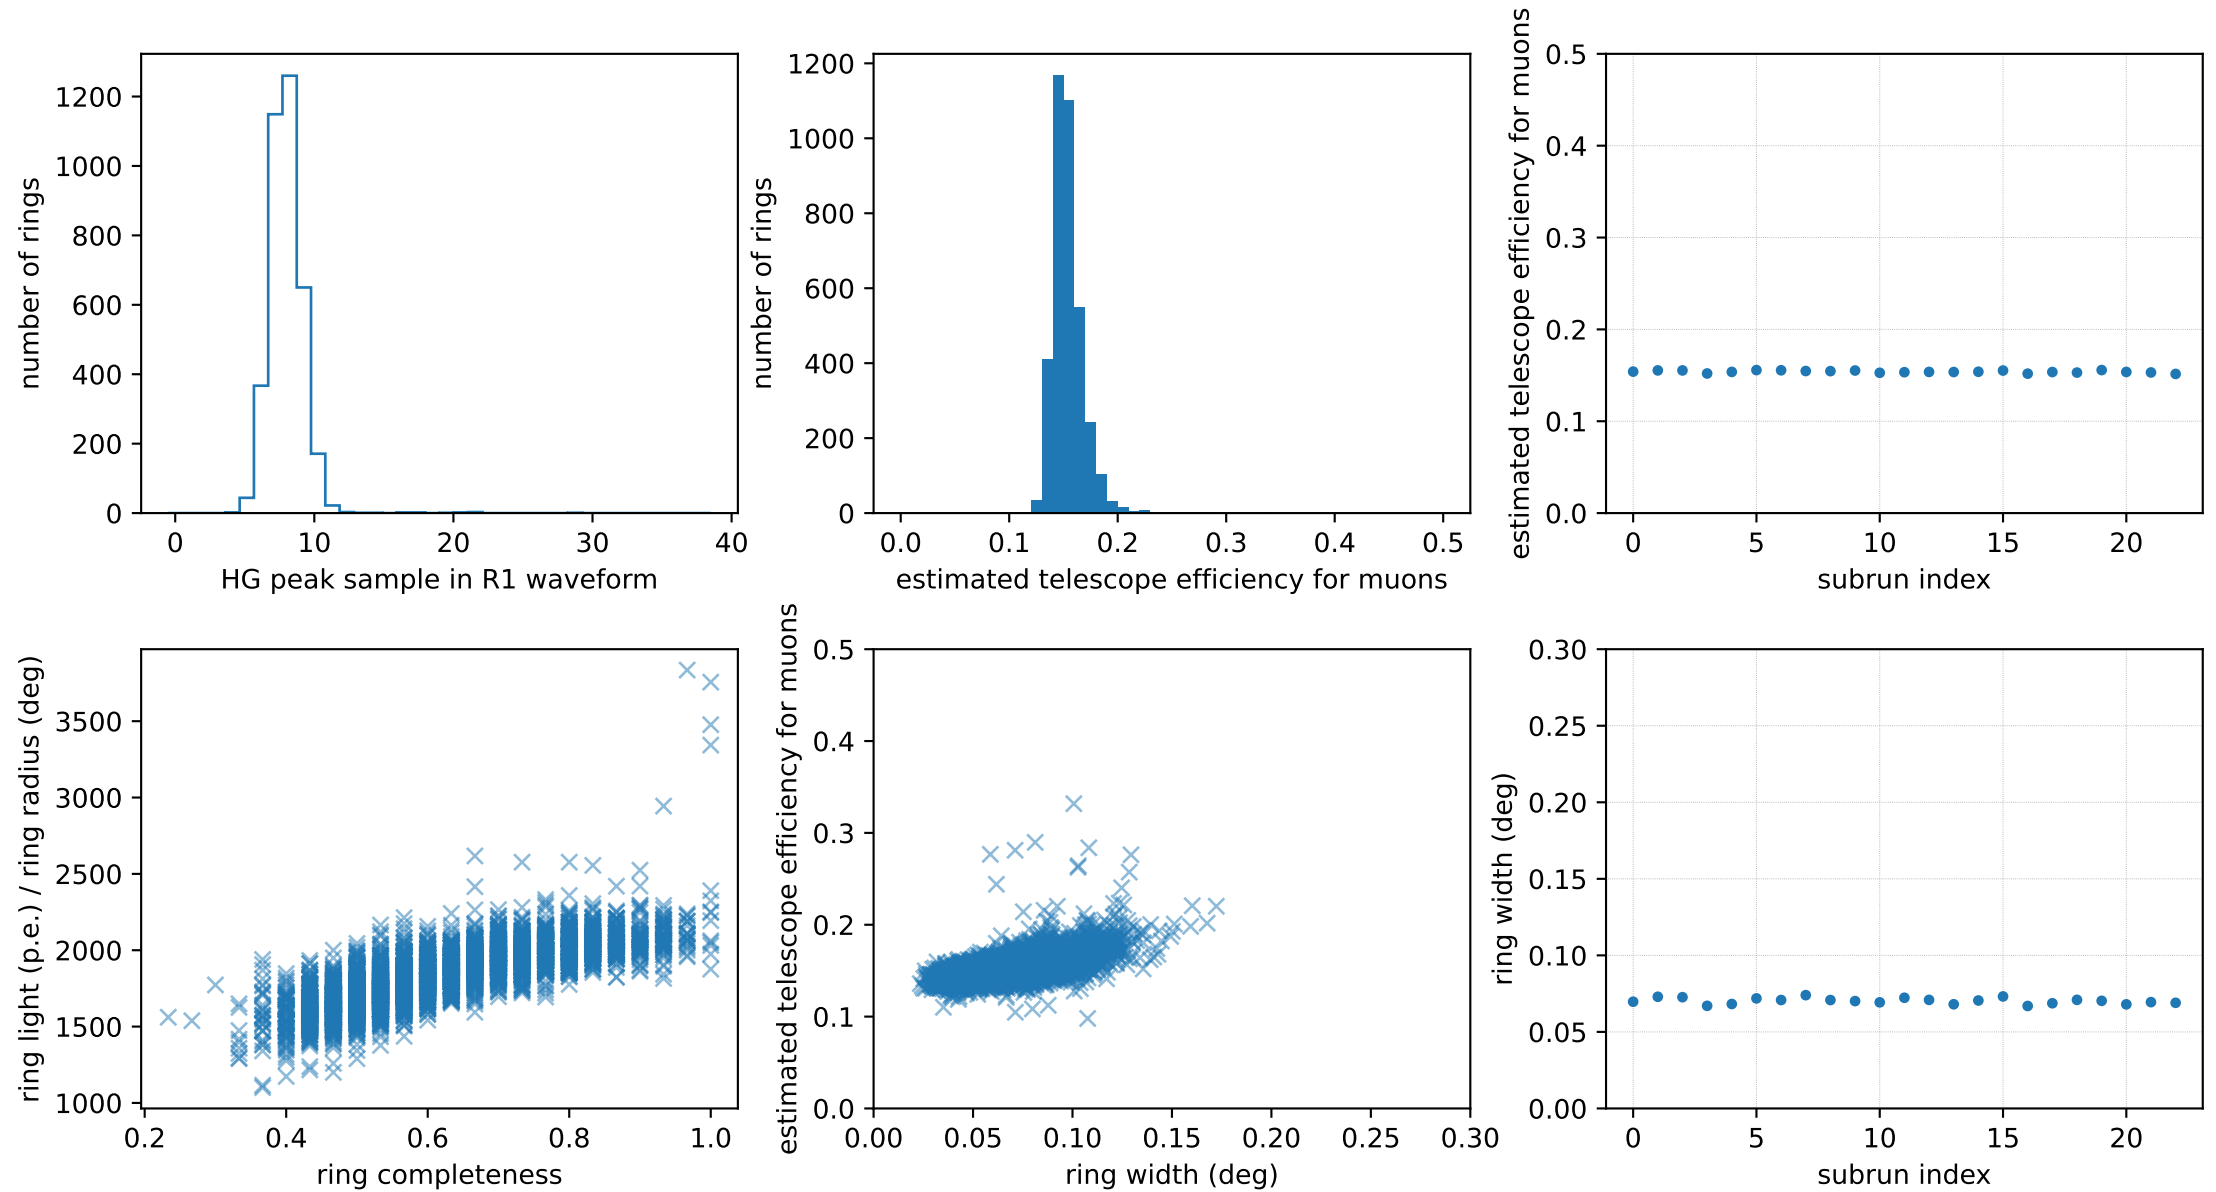 number of rings
1200
1000
800
600
400
200
0
0 10 20 30 40
HG peak sample in R1 waveform
number of rings
1200
1000
800
600
400
200
0
0.0 0.1 0.2 0.3 0.4 0.5
estimated telescope efficiency for muons
estimated telescope efficiency for muons
0.5
0.4
0.3
0.2
0.1
0.0
0 5 10 15 20
subrun index
ring light (p.e.) / ring radius (deg)
3500
3000
2500
2000
1500
1000
0.2 0.4 0.6 0.8 1.0
ring completeness
estimated telescope efficiency for muons
0.5
0.4
0.3
0.2
0.1
0.0
0.00 0.05 0.10 0.15 0.20 0.25 0.30
ring width (deg)
ring width (deg)
0.30
0.25
0.20
0.15
0.10
0.05
0.00
0 5 10 15 20
subrun index